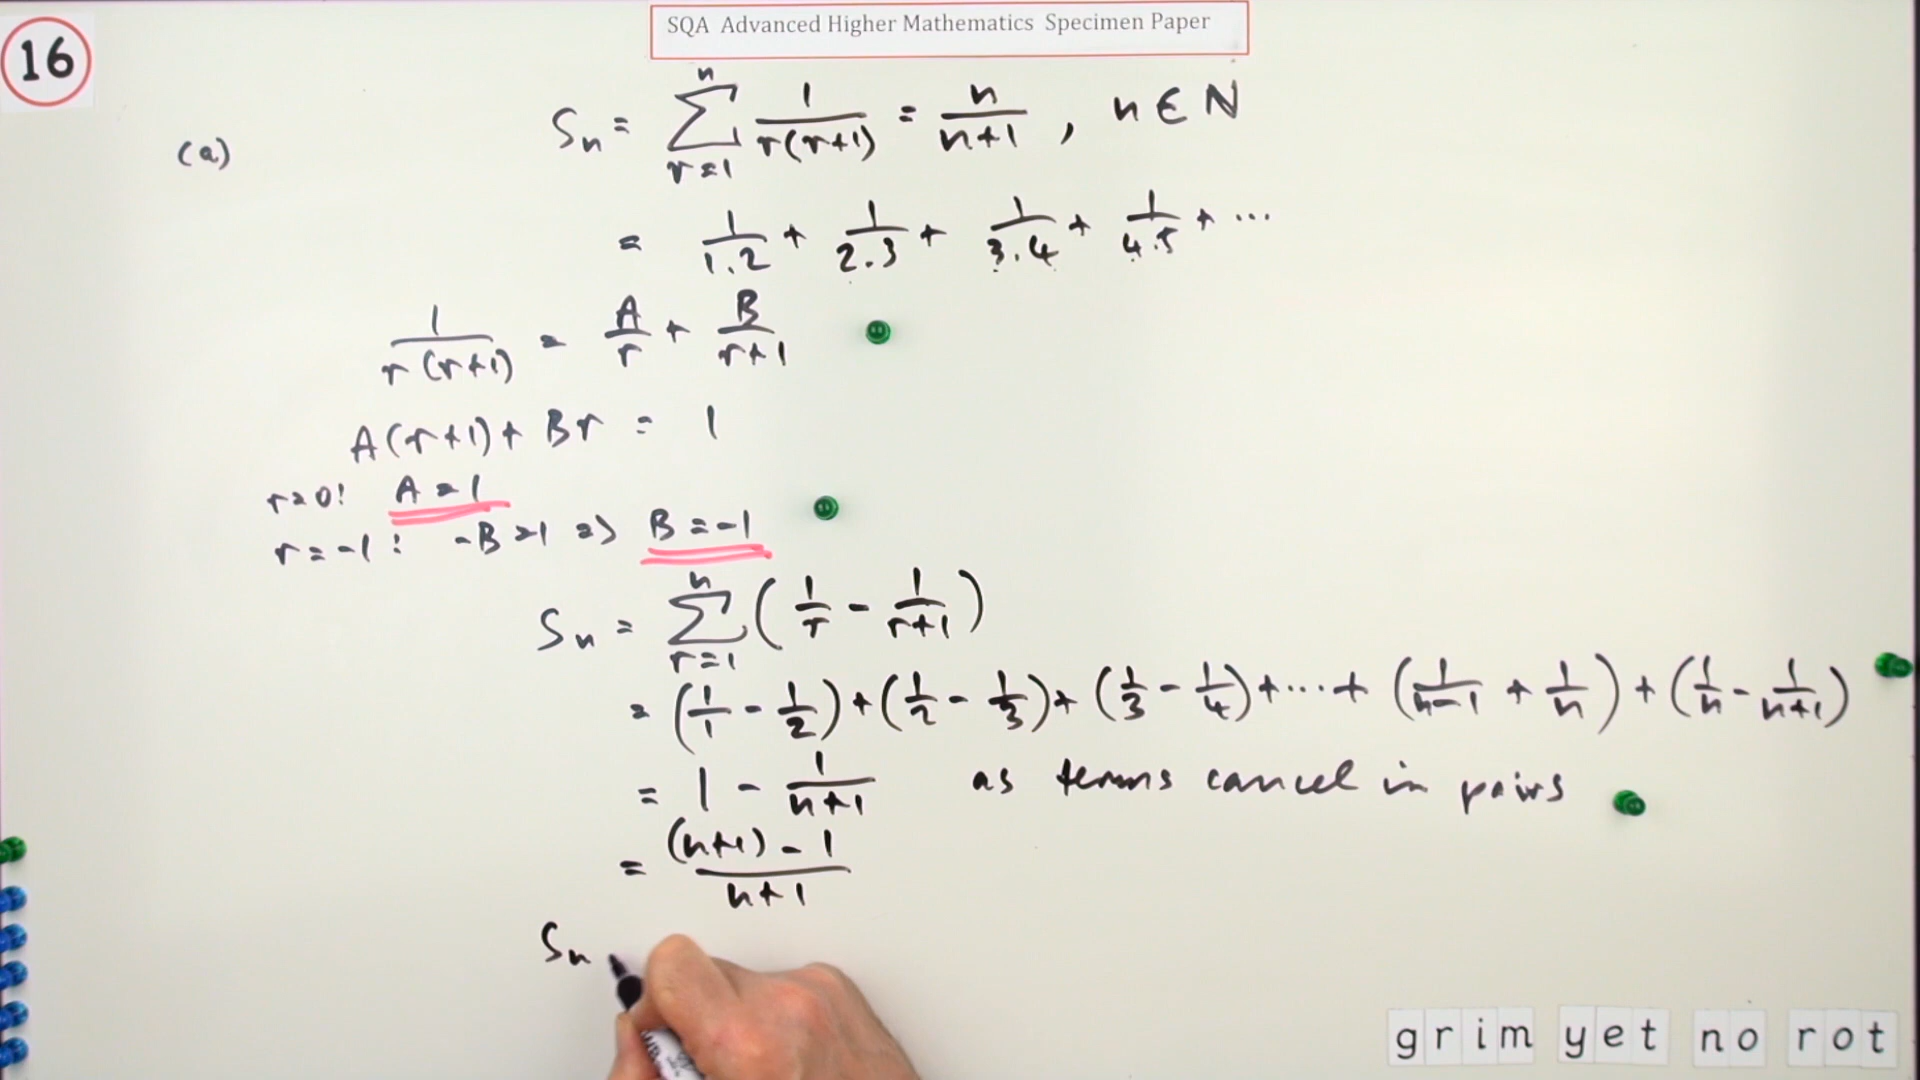 16
SQA Advanced Higher Mathematics Specimen Paper
(a)
Sn = n Σ r=1 1/r(r+1) = n/n+1 , n ∈ N
= 1/1.2 + 1/2.3 + 1/3.4 + 1/4.5 + ...
1/r(r+1) = A/r + B/r+1
A(r+1) + Br = 1
r=0: A=1
r=-1: -B=1 => B=-1
Sn = n Σ r=1 (1/r - 1/r+1)
= (1/1 - 1/2) + (1/2 - 1/3) + (1/3 - 1/4) + ... + (1/n-1 + 1/n) + (1/n - 1/n+1)
= 1 - 1/n+1 as terms cancel in pairs
= (n+1) - 1/n+1
Sn
grim yet no rot